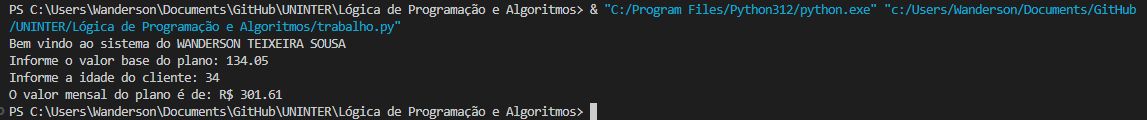 PS C:\Users\Wanderson\Documents\GitHub\UNINTER\Lógica de Programação e Algoritmos> & "C:/Program Files/Python312/python.exe" "c:/Users/Wanderson/Documents/GitHub
/UNINTER/Lógica de Programação e Algoritmos/trabalho.py"
Bem vindo ao sistema do WANDERSON TEIXEIRA SOUSA
Informe o valor base do plano: 134.05
Informe a idade do cliente: 34
O valor mensal do plano é de: R$ 301.61
PS C:\Users\Wanderson\Documents\GitHub\UNINTER\Lógica de Programação e Algoritmos>